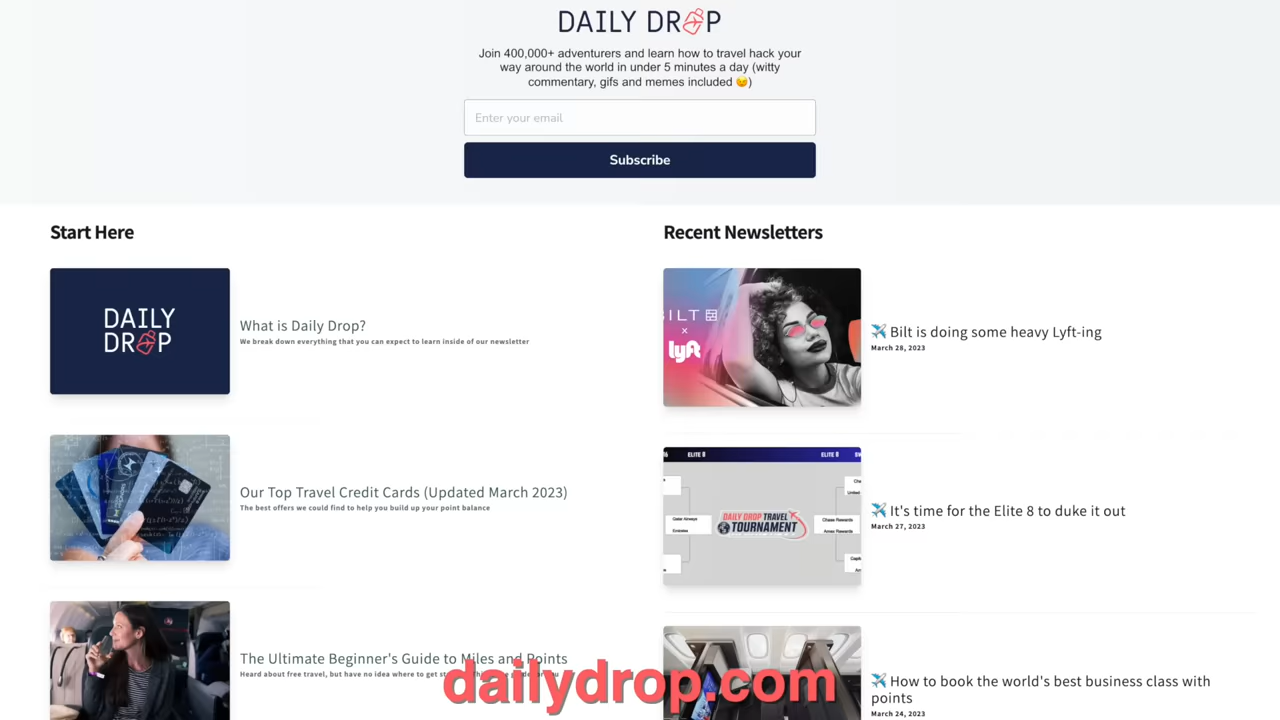 DAILY DROP
Join 400,000+ adventurers and learn how to travel hack your
way around the world in under 5 minutes a day (witty
commentary, gifs and memes included 😉)
Enter your email
Subscribe
Start Here
DAILY
DROP
What is Daily Drop?
We break down everything that you can expect to learn inside of our newsletter
Our Top Travel Credit Cards (Updated March 2023)
The best offers we could find to help you build up your point balance
The Ultimate Beginner's Guide to Miles and Points
Heard about free travel, but have no idea where to get
Recent Newsletters
BILT
x
lyft
✈️ Bilt is doing some heavy Lyft-ing
March 28, 2023
ELITE 8 ELITE 8
Qatar Airways
Emirates
DAILY DROP TRAVEL
TOURNAMENT
Chase Rewards
Amex Rewards
✈️ It's time for the Elite 8 to duke it out
March 27, 2023
✈️ How to book the world's best business class with
points
March 24, 2023
dailydrop.com